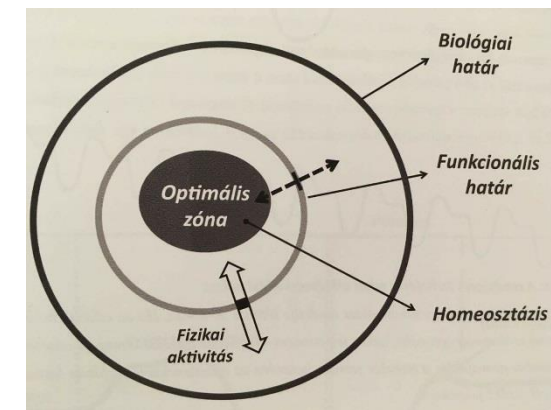 Biológiai
határ
Optimális
zóna
Funkcionális
határ
Homeosztázis
Fizikai
aktivitás